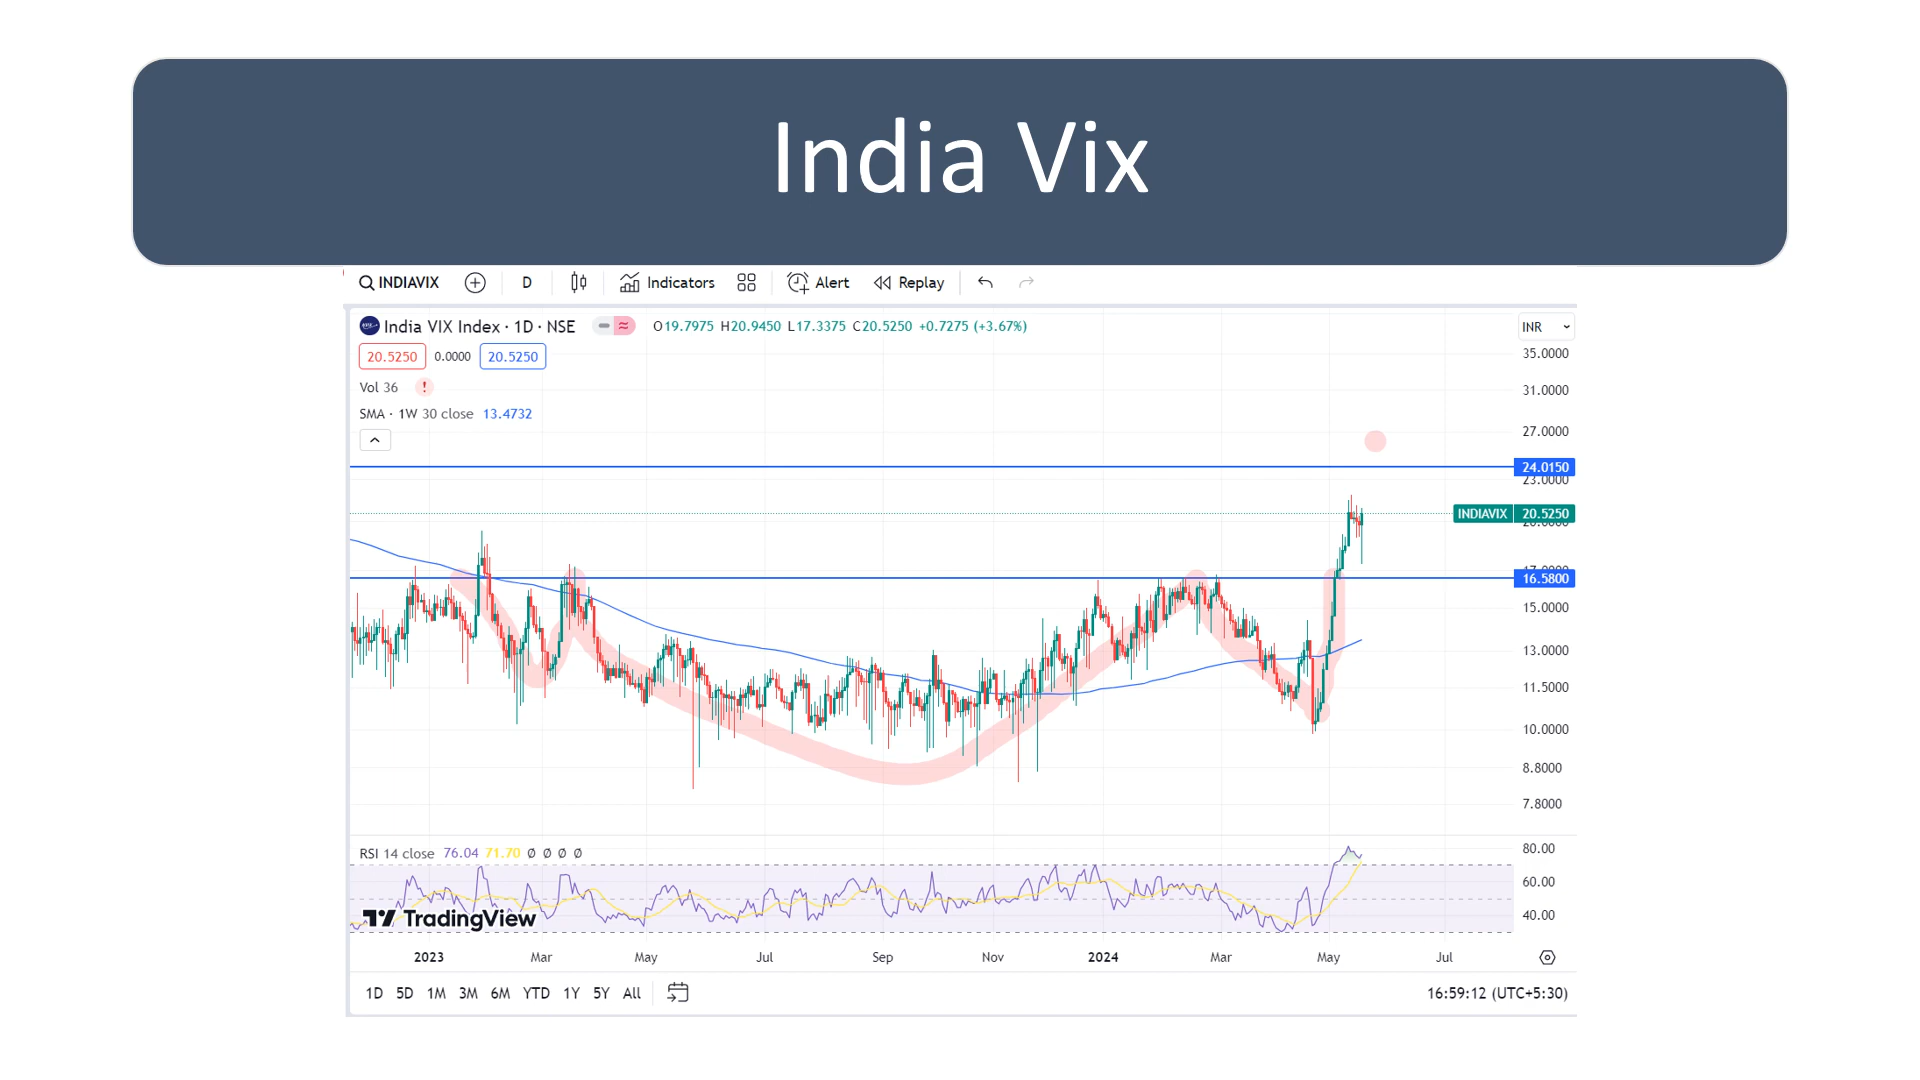 India Vix
INDIAVIX D Indicators Alert Replay
India VIX Index · 1D · NSE O19.7975 H20.9450 L17.3375 C20.5250 +0.7275 (+3.67%) INR
20.5250 0.0000 20.5250
35.0000
Vol 36 !
31.0000
SMA · 1W 30 close 13.4732
27.0000
24.0150
23.0000
INDIAVIX 20.5250
16.5800
15.0000
13.0000
11.5000
10.0000
8.8000
7.8000
RSI 14 close 76.04 71.70 Ø Ø Ø Ø
80.00
60.00
40.00
TradingView
2023 Mar May Jul Sep Nov 2024 Mar May Jul
1D 5D 1M 3M 6M YTD 1Y 5Y All 16:59:12 (UTC+5:30)